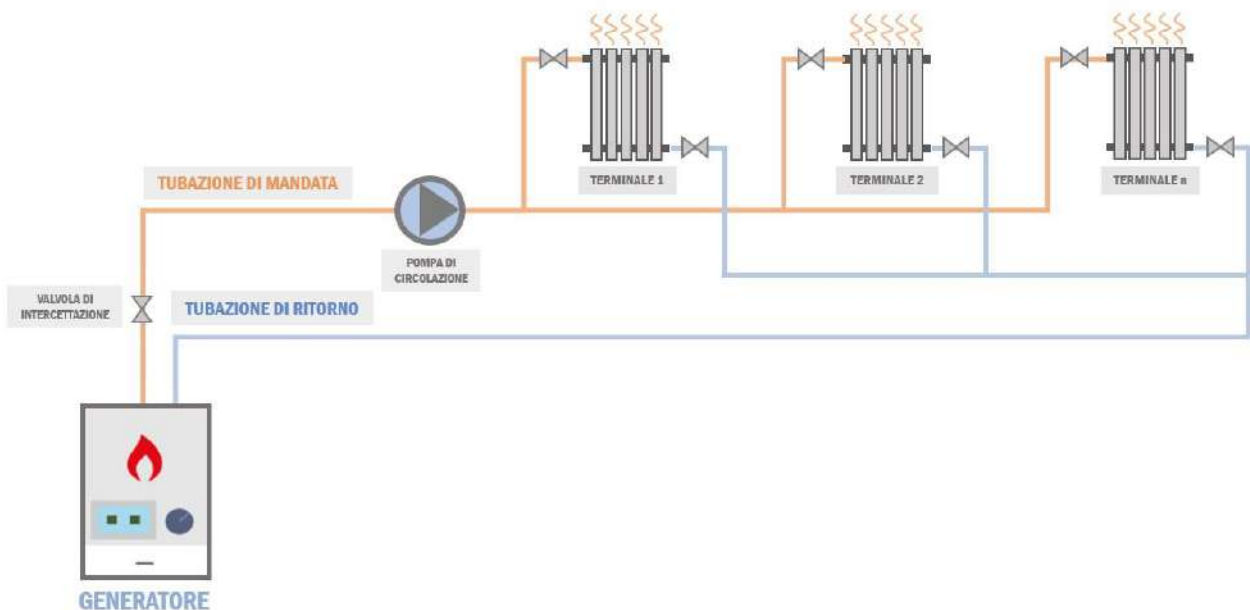 TERMINALE 1
TERMINALE 2
TERMINALE n
TUBAZIONE DI MANDATA
POMPA DI
CIRCOLAZIONE
VALVOLA DI
INTERCETTAZIONE
TUBAZIONE DI RITORNO
GENERATORE